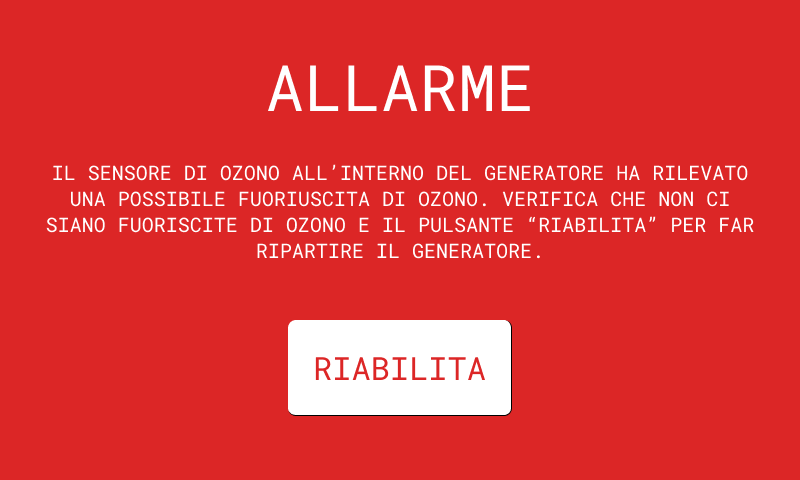 ALLARME
IL SENSORE DI OZONO ALL’INTERNO DEL GENERATORE HA RILEVATO
UNA POSSIBILE FUORIUSCITA DI OZONO. VERIFICA CHE NON CI
SIANO FUORISCITE DI OZONO E IL PULSANTE “RIABILITA” PER FAR
RIPARTIRE IL GENERATORE.
RIABILITA